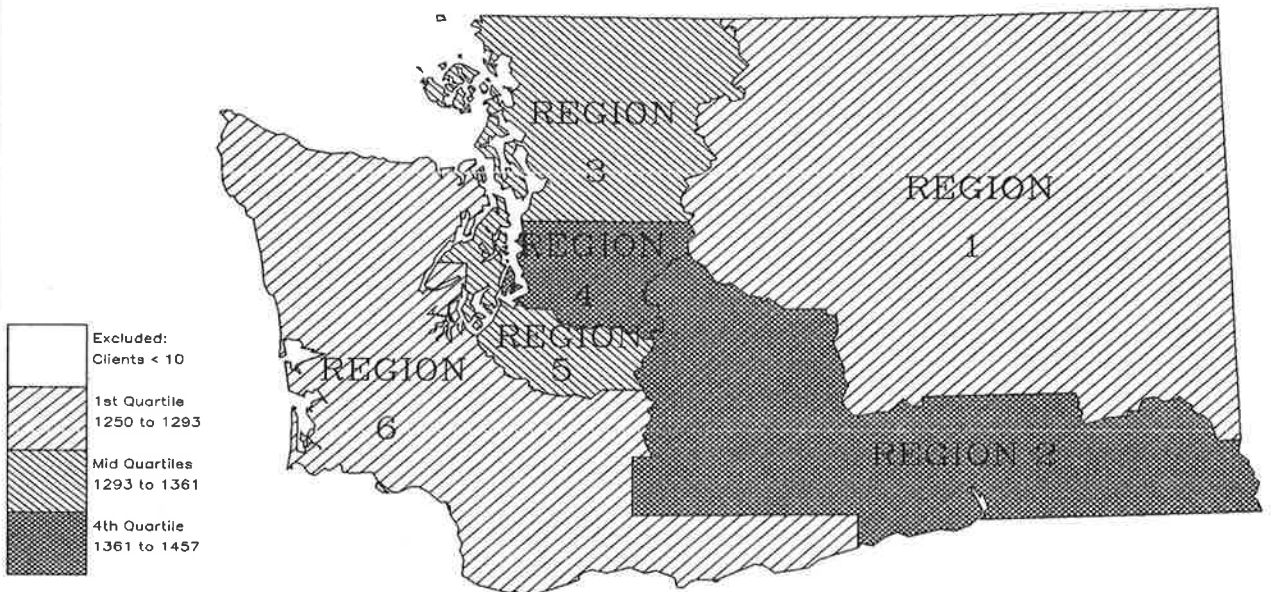 REGION
3
REGION
1
REGION
4
REGION
5
REGION
6
REGION 2
Excluded:
Clients < 10
1st Quartile
1250 to 1293
Mid Quartiles
1293 to 1361
4th Quartile
1361 to 1457